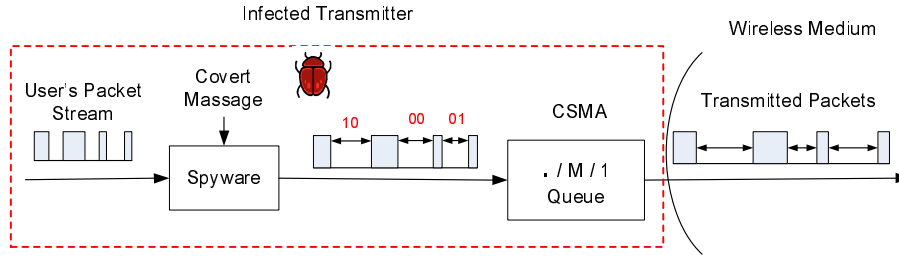 Infected Transmitter
Wireless Medium
User's Packet
Stream
Covert
Massage
10
00
01
CSMA
Transmitted Packets
Spyware
. / M / 1
Queue